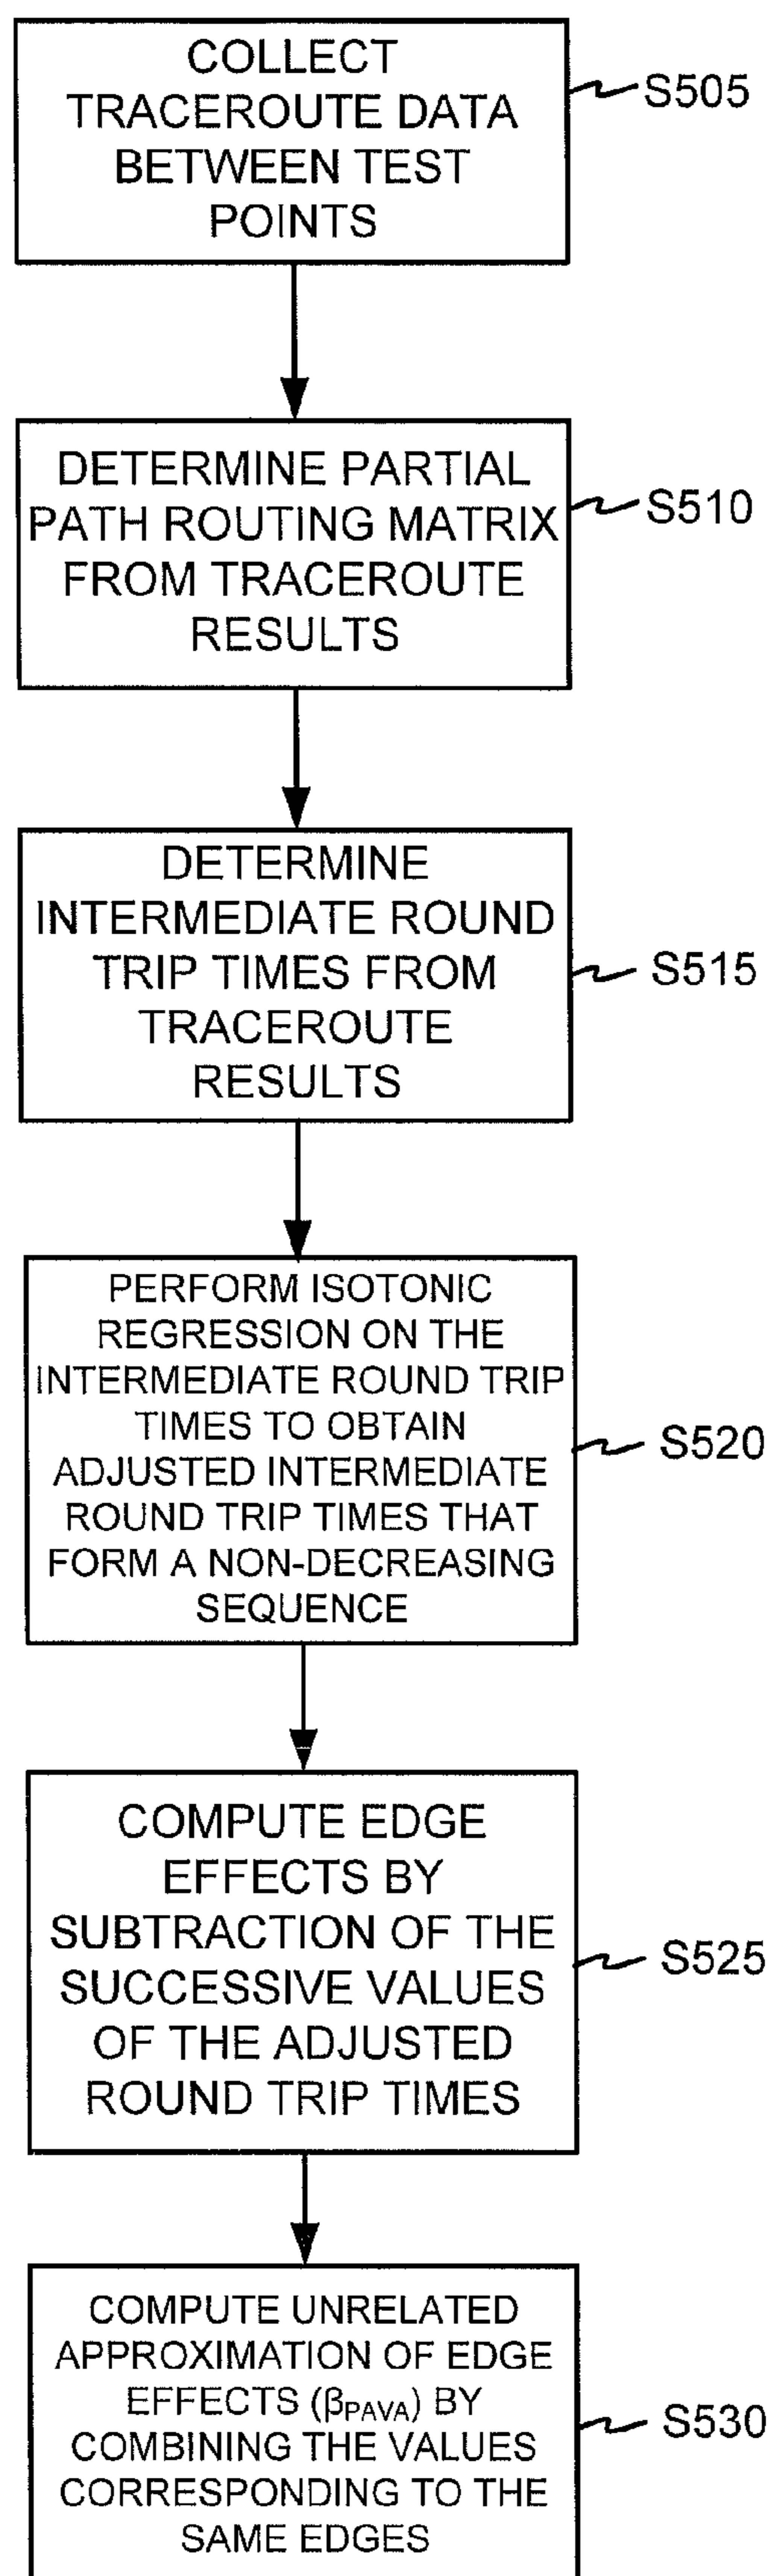 COLLECT
TRACEROUTE DATA
BETWEEN TEST
POINTS
S505
DETERMINE PARTIAL
PATH ROUTING MATRIX
FROM TRACEROUTE
RESULTS
S510
DETERMINE
INTERMEDIATE ROUND
TRIP TIMES FROM
TRACEROUTE
RESULTS
S515
PERFORM ISOTONIC
REGRESSION ON THE
INTERMEDIATE ROUND TRIP
TIMES TO OBTAIN
ADJUSTED INTERMEDIATE
ROUND TRIP TIMES THAT
FORM A NON-DECREASING
SEQUENCE
S520
COMPUTE EDGE
EFFECTS BY
SUBTRACTION OF THE
SUCCESSIVE VALUES
OF THE ADJUSTED
ROUND TRIP TIMES
S525
COMPUTE UNRELATED
APPROXIMATION OF EDGE
EFFECTS (βPAVA) BY
COMBINING THE VALUES
CORRESPONDING TO THE
SAME EDGES
S530